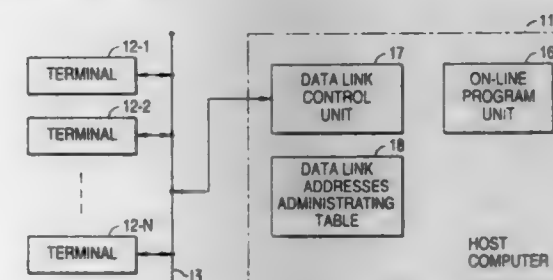 11
12-1
TERMINAL
17
DATA LINK
CONTROL
UNIT
16
ON-LINE
PROGRAM
UNIT
12-2
TERMINAL
18
DATA LINK
ADDRESSES
ADMINISTRATING
TABLE
12-N
TERMINAL
13
HOST
COMPUTER